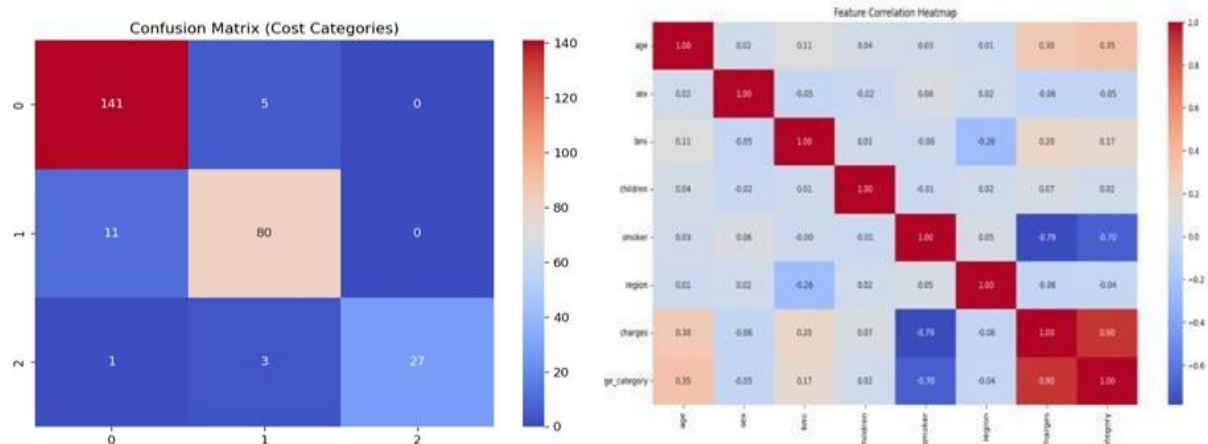 Confusion Matrix (Cost Categories)
0 141 5 0
1 11 80 0
2 1 3 27
0 1 2
140
120
100
80
60
40
20
0
Feature Correlation Heatmap
age 1.00 0.02 0.11 0.04 0.03 0.01 0.30 0.35
sex 0.02 1.00 -0.05 -0.02 0.08 0.02 -0.06 -0.05
bmi 0.11 -0.05 1.00 0.01 -0.00 -0.26 0.20 0.17
children 0.04 -0.02 0.01 1.00 -0.01 0.02 0.07 0.02
smoker 0.03 0.08 -0.00 -0.01 1.00 0.05 -0.79 -0.70
region 0.01 0.02 -0.26 0.02 0.05 1.00 -0.06 -0.04
charges 0.30 -0.06 0.20 0.07 -0.79 -0.06 1.00 0.90
ge_category 0.35 -0.05 0.17 0.02 -0.70 -0.04 0.90 1.00
age sex bmi hildren smoker region harges tegory
1.0
0.8
0.6
0.4
0.2
0.0
−0.2
−0.4
−0.6